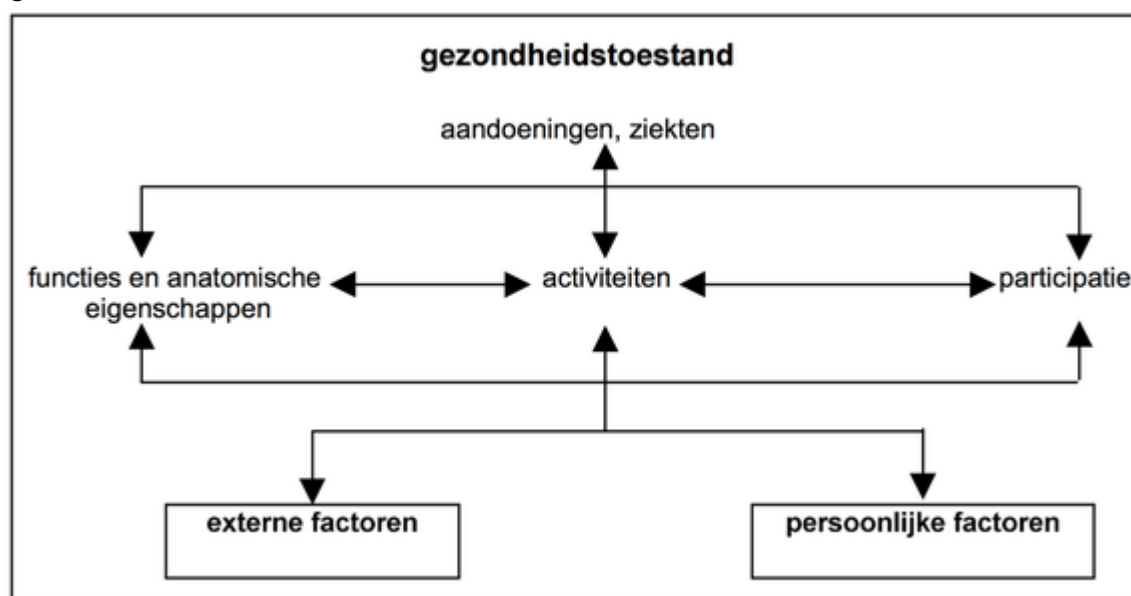 gezondheidstoestand
aandoeningen, ziekten
functies en anatomische
eigenschappen
activiteiten
participatie
externe factoren
persoonlijke factoren